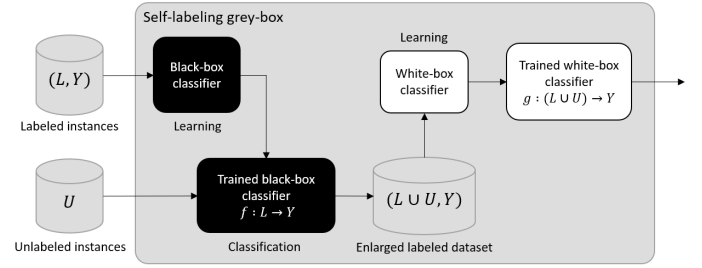 Self-labeling grey-box
(L, Y)
Labeled instances
Black-box
classifier
Learning
Learning
White-box
classifier
Trained white-box
classifier
g : (L ∪ U) → Y
U
Unlabeled instances
Trained black-box
classifier
f : L → Y
Classification
(L ∪ U, Y)
Enlarged labeled dataset